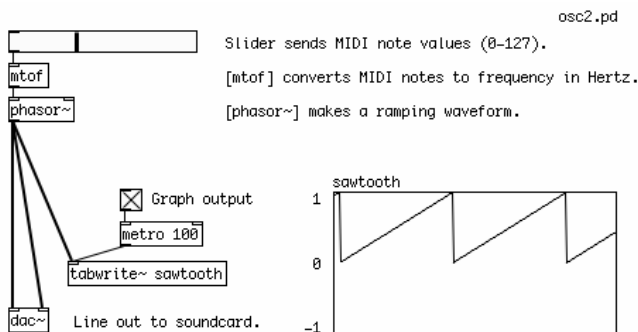 osc2.pd
Slider sends MIDI note values (0-127).
mtof
[mtof] converts MIDI notes to frequency in Hertz.
phasor~
[phasor~] makes a ramping waveform.
Graph output
metro 100
tabwrite~ sawtooth
dac~
Line out to soundcard.
sawtooth
1
0
-1